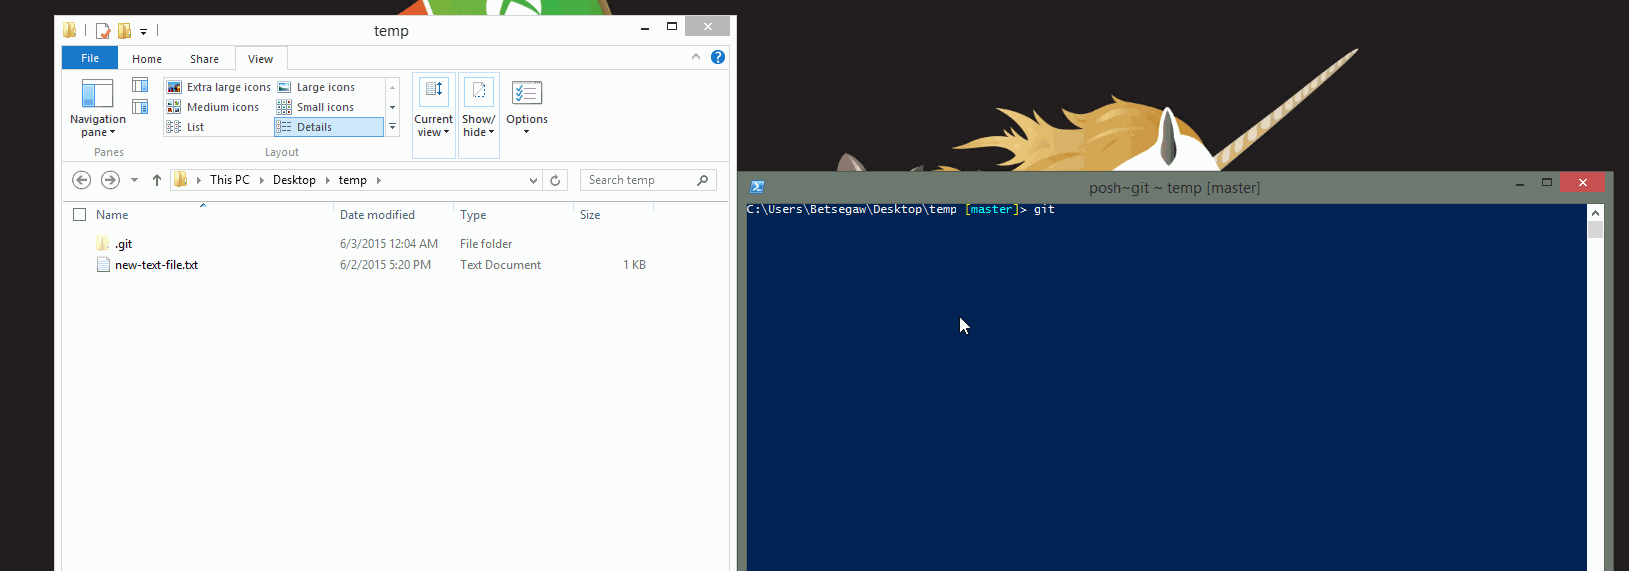 temp
File Home Share View
Navigation pane
Extra large icons Large icons
Medium icons Small icons
List Details
Current view
Show/ hide
Options
Panes Layout
This PC Desktop temp
Search temp
Name Date modified Type Size
.git 6/3/2015 12:04 AM File folder
new-text-file.txt 6/2/2015 5:20 PM Text Document 1 KB
posh~git ~ temp [master]
C:\Users\Betsegaw\Desktop\temp [master]> git